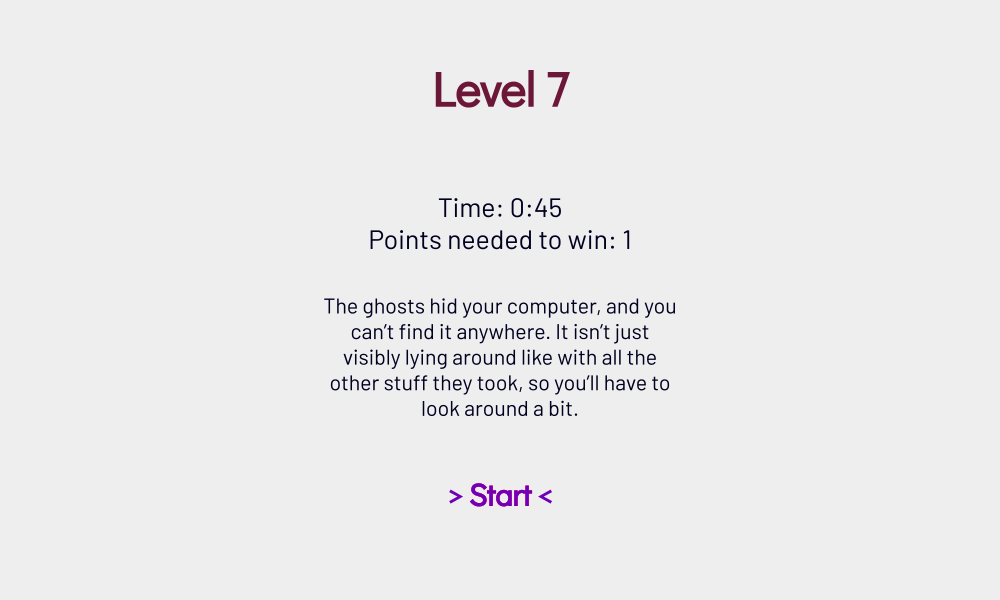 Level 7
Time: 0:45
Points needed to win: 1
The ghosts hid your computer, and you
can’t find it anywhere. It isn’t just
visibly lying around like with all the
other stuff they took, so you’ll have to
look around a bit.
> Start <